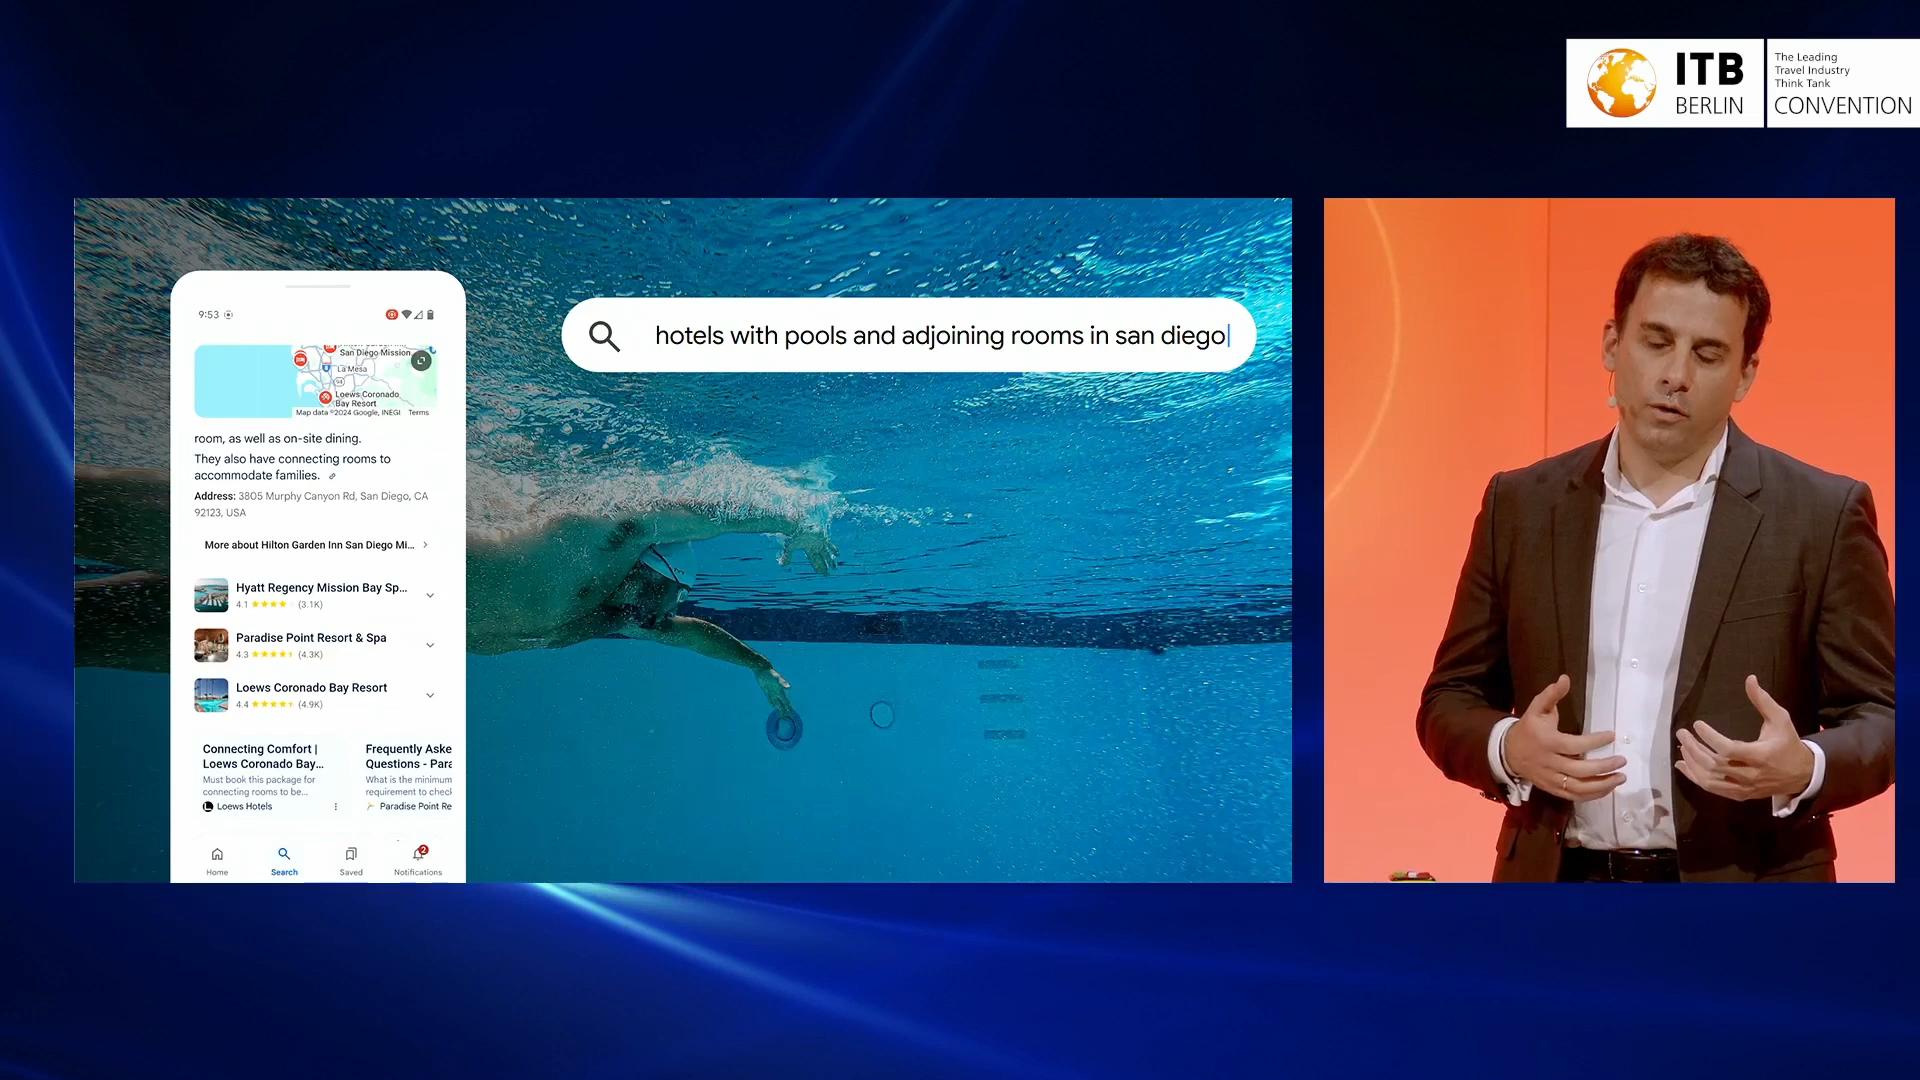 ITB
BERLIN
The Leading
Travel Industry
Think Tank
CONVENTION
hotels with pools and adjoining rooms in san diego
9:53
San Diego Mission...
La Mesa
94
Loews Coronado
Bay Resort
Map data ©2024 Google, INEGI Terms
room, as well as on-site dining.
They also have connecting rooms to
accommodate families.
Address: 3805 Murphy Canyon Rd, San Diego, CA
92123, USA
More about Hilton Garden Inn San Diego Mi...
Hyatt Regency Mission Bay Sp...
4.1 (3.1K)
Paradise Point Resort & Spa
4.3 (4.3K)
Loews Coronado Bay Resort
4.4 (4.9K)
Connecting Comfort |
Loews Coronado Bay...
Must book this package for
connecting rooms to be...
Loews Hotels
Frequently Aske
Questions - Para
What is the minimum
requirement to check
Paradise Point Re
2
Home Search Saved Notifications